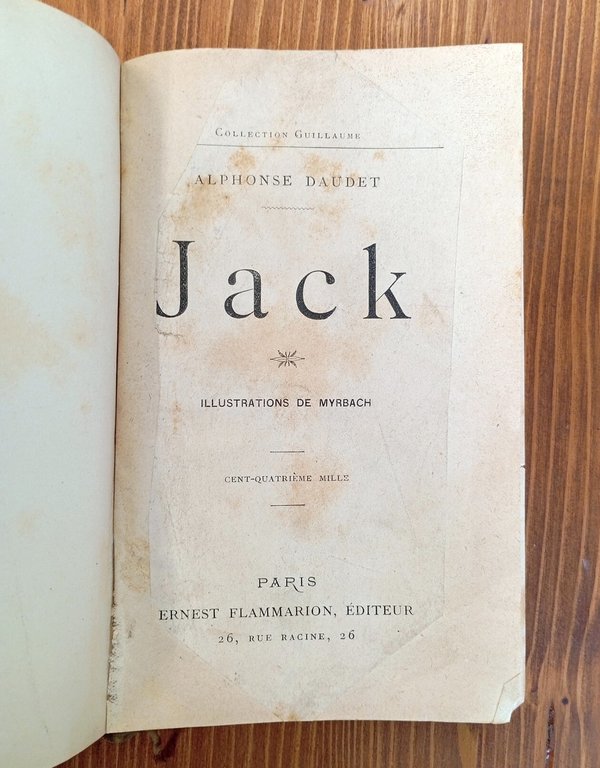 Collection Guillaume
ALPHONSE DAUDET
Jack
ILLUSTRATIONS DE MYRBACH
CENT-QUATRIÈME MILLE
PARIS
ERNEST FLAMMARION, ÉDITEUR
26, RUE RACINE, 26